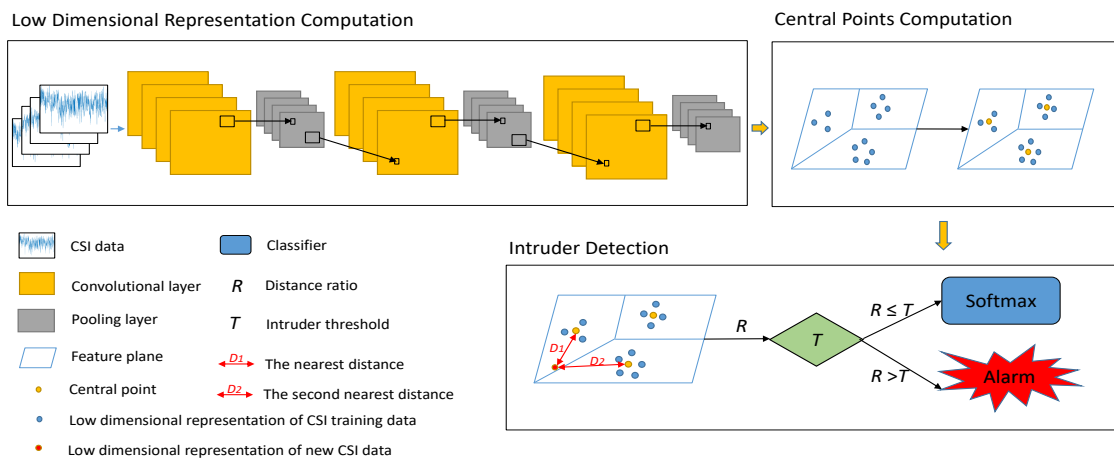 Low Dimensional Representation Computation
Central Points Computation
CSI data
Classifier
Convolutional layer
R Distance ratio
Pooling layer
T Intruder threshold
Feature plane
D1 The nearest distance
Central point
D2 The second nearest distance
Low dimensional representation of CSI training data
Low dimensional representation of new CSI data
Intruder Detection
D1
D2
R
T
R ≤ T
R >T
Softmax
Alarm